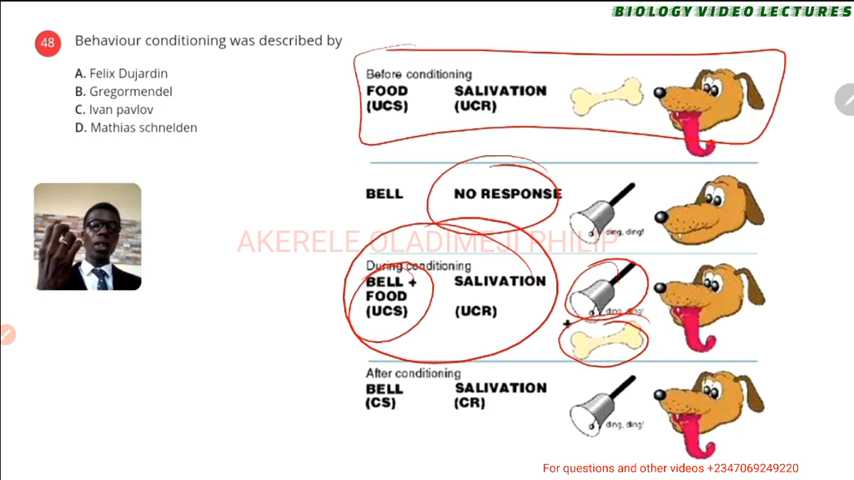 BIOLOGY VIDEO LECTURES
48 Behaviour conditioning was described by
A. Felix Dujardin
B. Gregormendel
C. Ivan pavlov
D. Mathias schnelden
Before conditioning
FOOD SALIVATION
(UCS) (UCR)
BELL NO RESPONSE
ding, ding!
AKERELE OLADIMEJI PHILIP
During conditioning
BELL + SALIVATION
FOOD
(UCS) (UCR)
ding, ding!
+
After conditioning
BELL SALIVATION
(CS) (CR)
ding, ding!
For questions and other videos +2347069249220